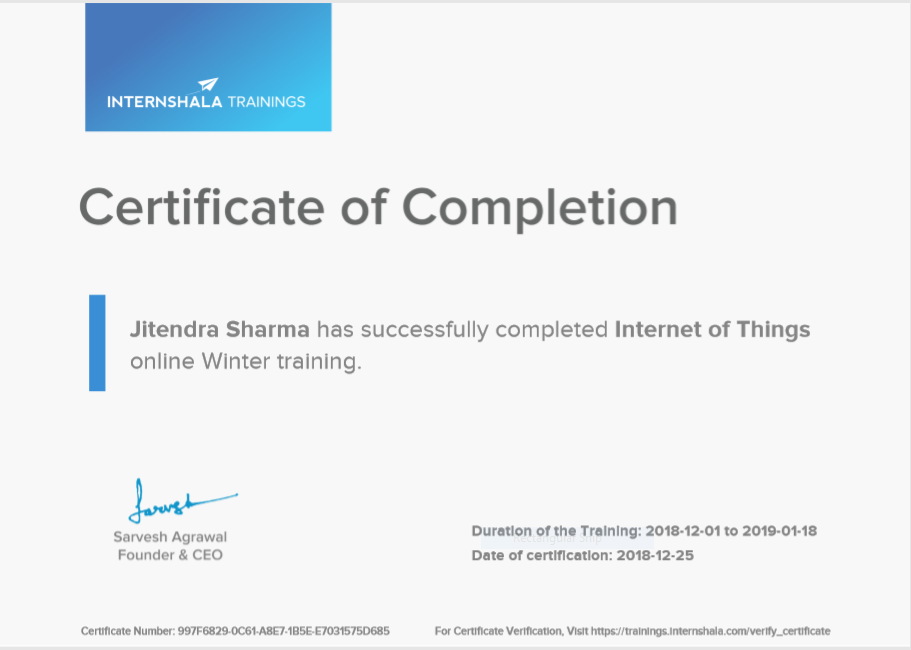 INTERNSHALA TRAININGS
Certificate of Completion
Jitendra Sharma has successfully completed Internet of Things
online Winter training.
Sarvesh
Sarvesh Agrawal
Founder & CEO
Duration of the Training: 2018-12-01 to 2019-01-18
Date of certification: 2018-12-25
Certificate Number: 997F6829-0C61-A8E7-1B5E-E7031575D685
For Certificate Verification, Visit https://trainings.internshala.com/verify_certificate